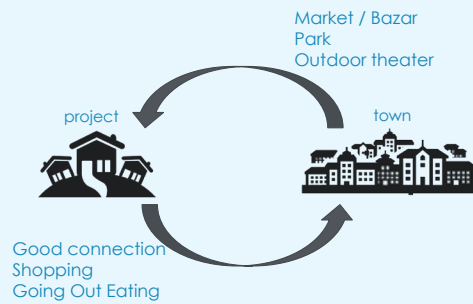 Market / Bazar
Park
Outdoor theater
project
town
Good connection
Shopping
Going Out Eating